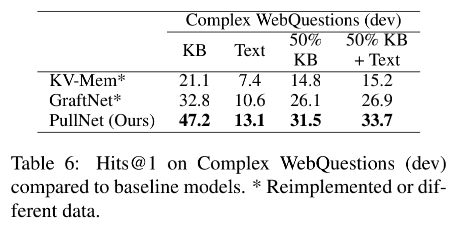 Complex WebQuestions (dev)
KB Text 50% KB 50% KB + Text
KV-Mem* 21.1 7.4 14.8 15.2
GraftNet* 32.8 10.6 26.1 26.9
PullNet (Ours) 47.2 13.1 31.5 33.7
Table 6: Hits@1 on Complex WebQuestions (dev)
compared to baseline models. * Reimplemented or dif-
ferent data.